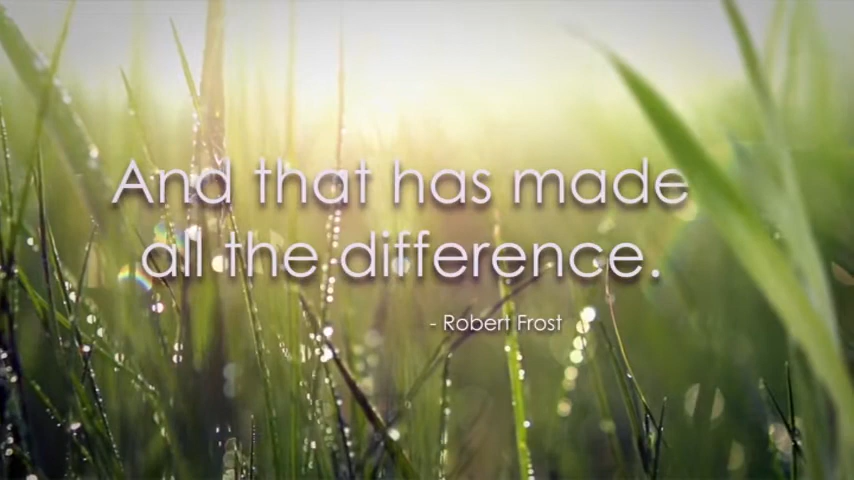 And that has made
all the difference.
- Robert Frost